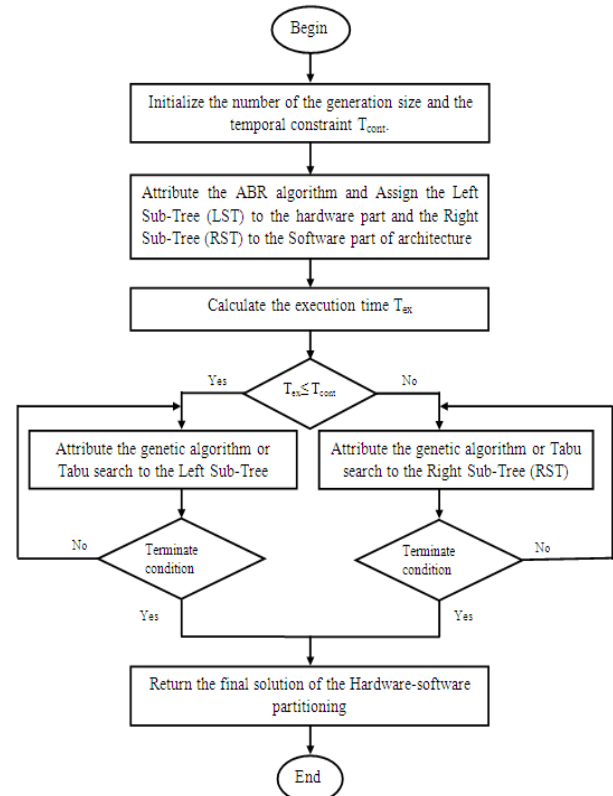 Begin
Initialize the number of the generation size and the
temporal constraint Tcont.
Attribute the ABR algorithm and Assign the Left
Sub-Tree (LST) to the hardware part and the Right
Sub-Tree (RST) to the Software part of architecture
Calculate the execution time Tex
Yes
Tex≤ Tcont
No
Attribute the genetic algorithm or
Tabu search to the Left Sub-Tree
Attribute the genetic algorithm or Tabu
search to the Right Sub-Tree (RST)
No
Terminate
condition
Terminate
condition
No
Yes
Yes
Return the final solution of the Hardware-software
partitioning
End